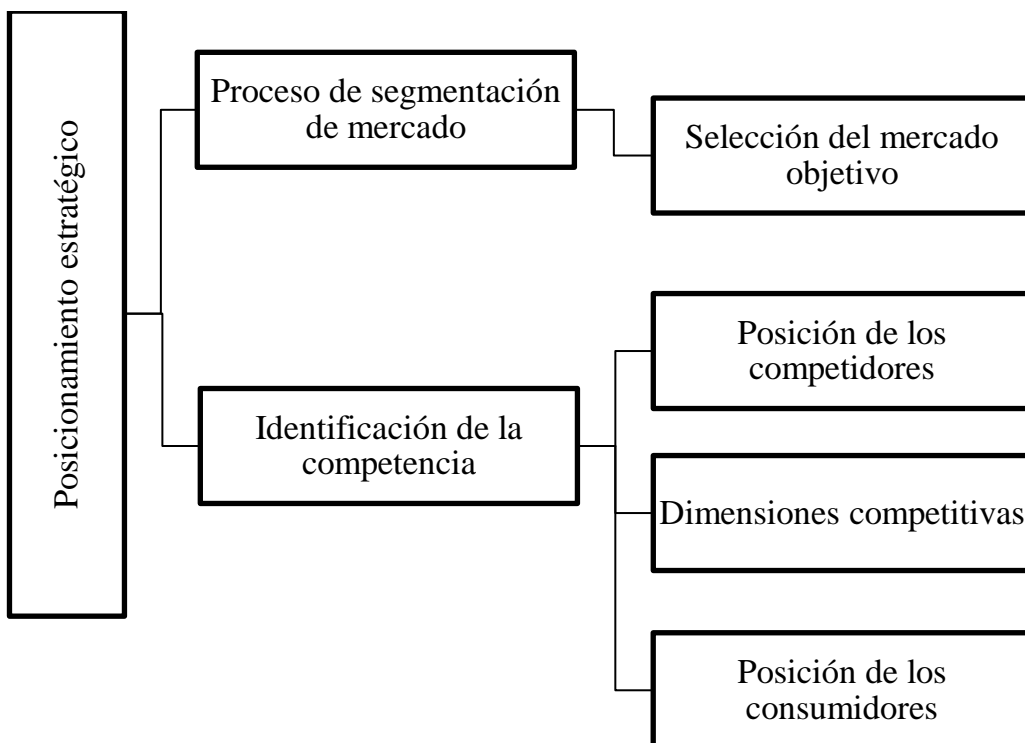 Posicionamiento estratégico
Proceso de segmentación
de mercado
Selección del mercado
objetivo
Identificación de la
competencia
Posición de los
competidores
Dimensiones competitivas
Posición de los
consumidores